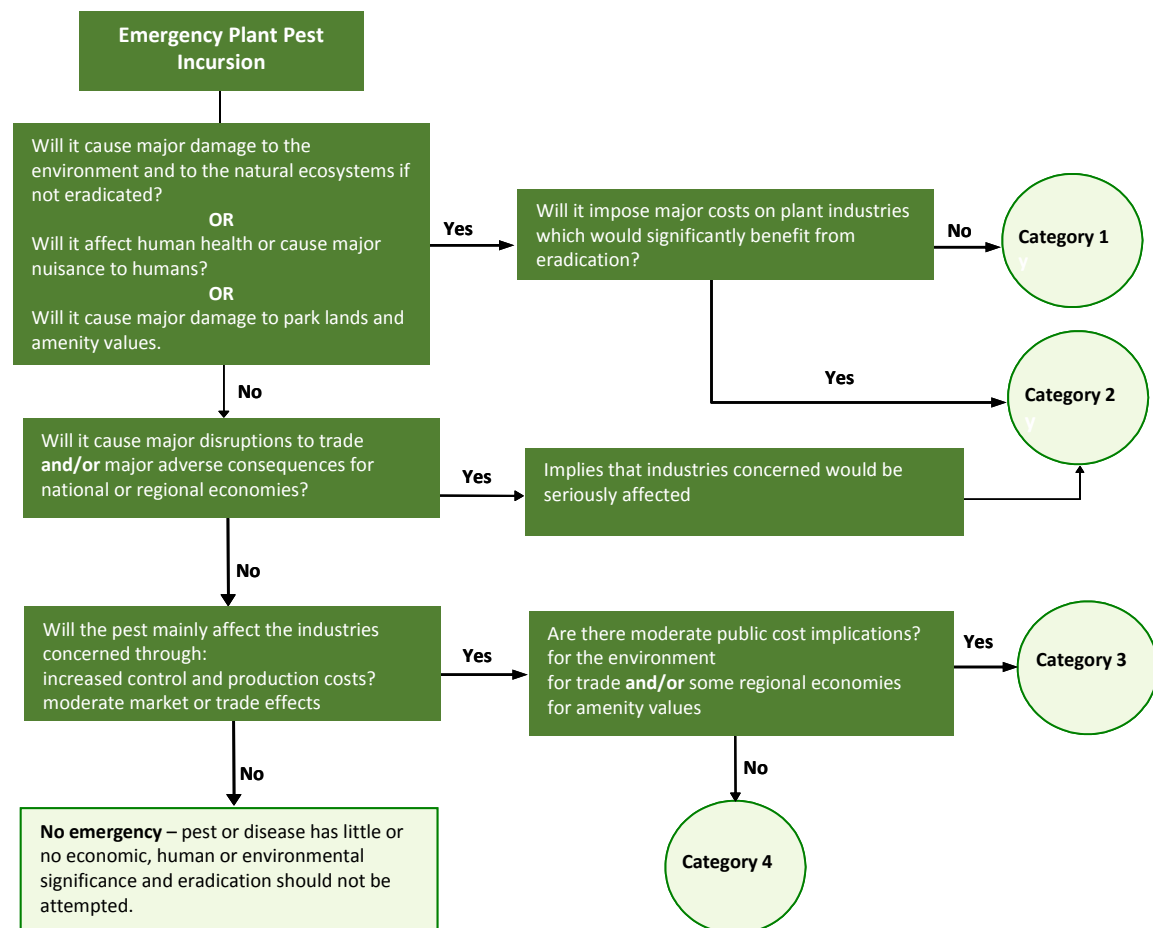 Emergency Plant Pest
Incursion
Will it cause major damage to the
environment and to the natural ecosystems if
not eradicated?
OR
Will it affect human health or cause major
nuisance to humans?
OR
Will it cause major damage to park lands and
amenity values.
Yes
Will it impose major costs on plant industries
which would significantly benefit from
eradication?
No
Category 1
y
Yes
Category 2
y
No
Will it cause major disruptions to trade
and/or major adverse consequences for
national or regional economies?
Yes
Implies that industries concerned would be
seriously affected
No
Will the pest mainly affect the industries
concerned through:
increased control and production costs?
moderate market or trade effects
Yes
Are there moderate public cost implications?
for the environment
for trade and/or some regional economies
for amenity values
Yes
Category 3
No
Category 4
No
No emergency – pest or disease has little or
no economic, human or environmental
significance and eradication should not be
attempted.